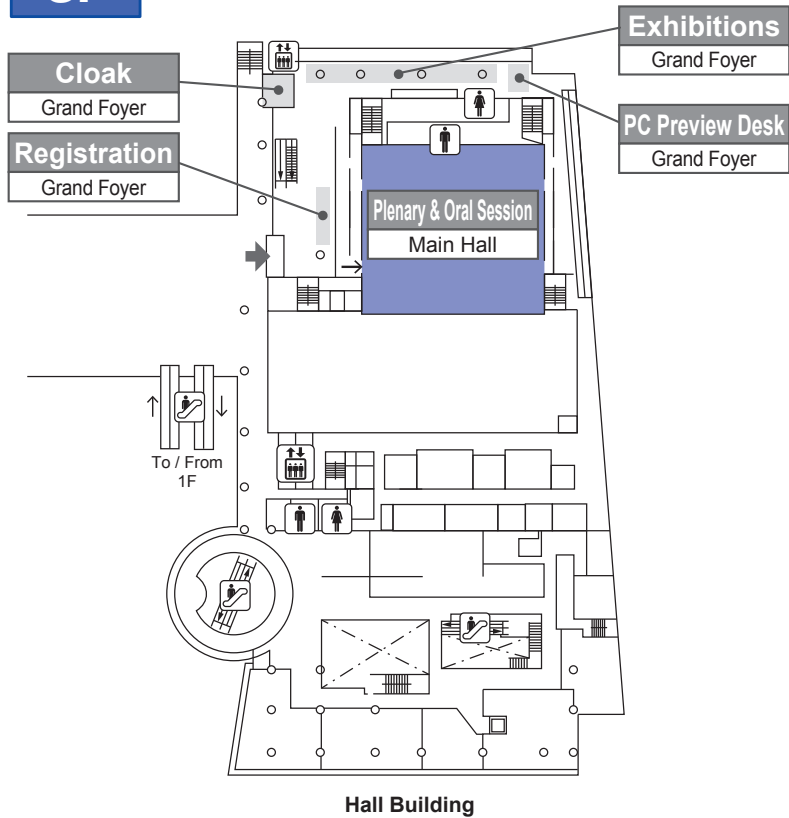 Exhibitions
Grand Foyer
Cloak
Grand Foyer
PC Preview Desk
Grand Foyer
Registration
Grand Foyer
Plenary & Oral Session
Main Hall
To / From
1F
Hall Building